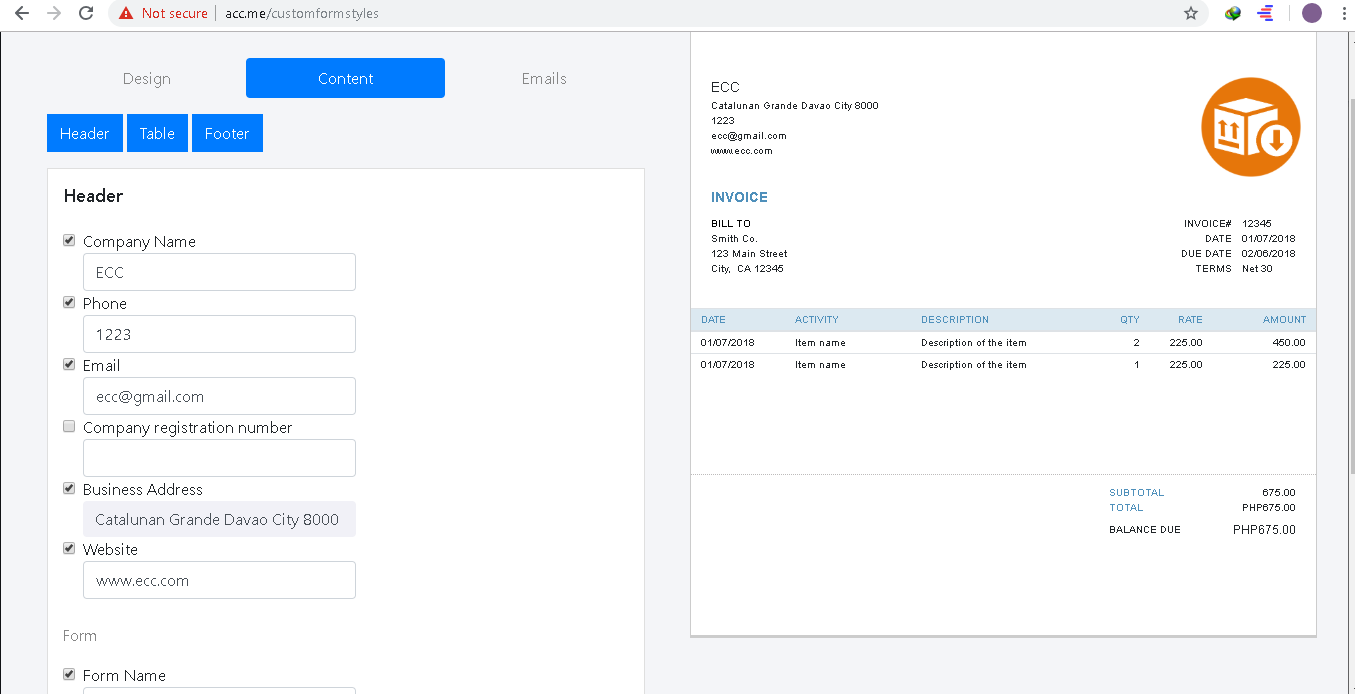 Not secure | acc.me/customformstyles
Design Content Emails
Header Table Footer
Header
Company Name
ECC
Phone
1223
Email
ecc@gmail.com
Company registration number
Business Address
Catalunan Grande Davao City 8000
Website
www.ecc.com
Form
Form Name
ECC
Catalunan Grande Davao City 8000
1223
ecc@gmail.com
www.ecc.com
INVOICE
BILL TO
Smith Co.
123 Main Street
City, CA 12345
INVOICE# 12345
DATE 01/07/2018
DUE DATE 02/06/2018
TERMS Net 30
DATE ACTIVITY DESCRIPTION QTY RATE AMOUNT
01/07/2018 Item name Description of the item 2 225.00 450.00
01/07/2018 Item name Description of the item 1 225.00 225.00
SUBTOTAL 675.00
TOTAL PHP675.00
BALANCE DUE PHP675.00